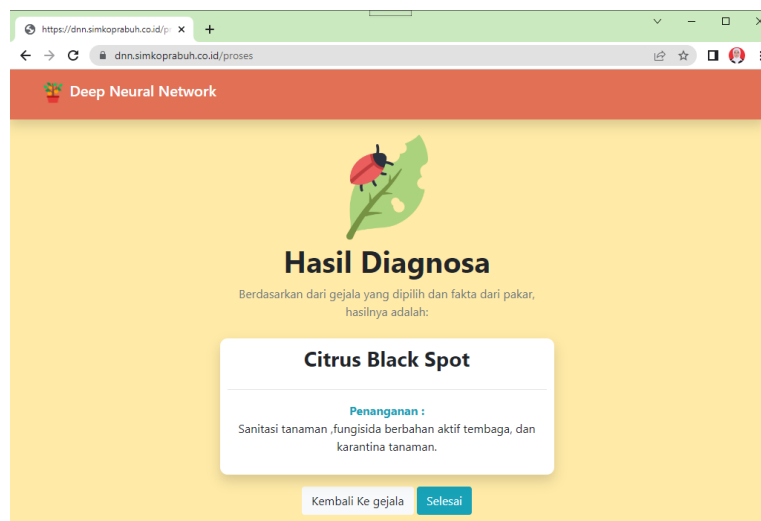 https://dnn.simkoprabuh.co.id/p
dnn.simkoprabuh.co.id/proses
Deep Neural Network
Hasil Diagnosa
Berdasarkan dari gejala yang dipilih dan fakta dari pakar,
hasilnya adalah:
Citrus Black Spot
Penanganan :
Sanitasi tanaman ,fungisida berbahan aktif tembaga, dan
karantina tanaman.
Kembali Ke gejala
Selesai